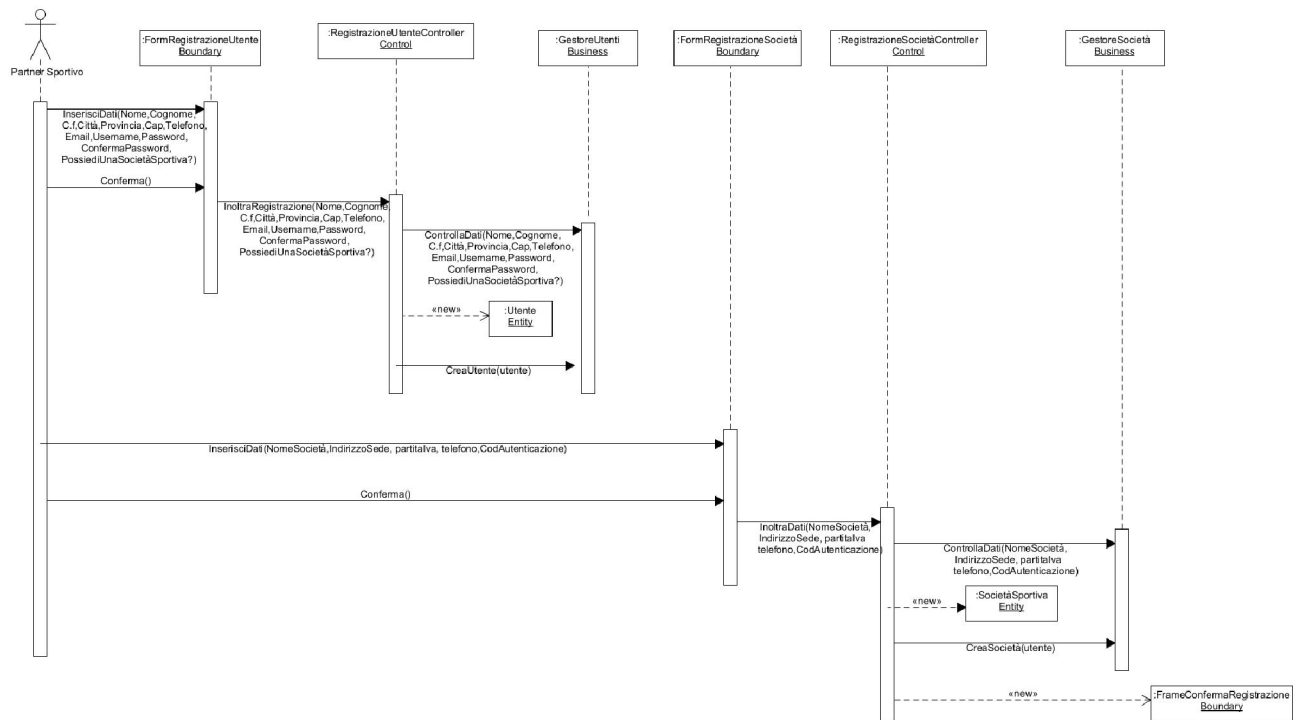 Partner Sportivo
:FormRegistrazioneUtente
Boundary
:RegistrazioneUtenteController
Control
:GestoreUtenti
Business
:FormRegistrazioneSocietà
Boundary
:RegistrazioneSocietàController
Control
:GestoreSocietà
Business
InserisciDati(Nome,Cognome,
C.f,Città,Provincia,Cap,Telefono,
Email,Username,Password,
ConfermaPassword,
PossiediUnaSocietàSportiva?)
Conferma()
InoltraRegistrazione(Nome,Cognome,
C.f,Città,Provincia,Cap,Telefono,
Email,Username,Password,
ConfermaPassword,
PossiediUnaSocietàSportiva?)
ControllaDati(Nome,Cognome,
C.f,Città,Provincia,Cap,Telefono,
Email,Username,Password,
ConfermaPassword,
PossiediUnaSocietàSportiva?)
«new»
:Utente
Entity
CreaUtente(utente)
InserisciDati(NomeSocietà,IndirizzoSede, partitaIva, telefono,CodAutenticazione)
Conferma()
InoltraDati(NomeSocietà,
IndirizzoSede, partitaIva
telefono,CodAutenticazione)
ControllaDati(NomeSocietà,
IndirizzoSede, partitaIva
telefono,CodAutenticazione)
«new»
:SocietàSportiva
Entity
CreaSocietà(utente)
«new»
:FrameConfermaRegistrazione
Boundary